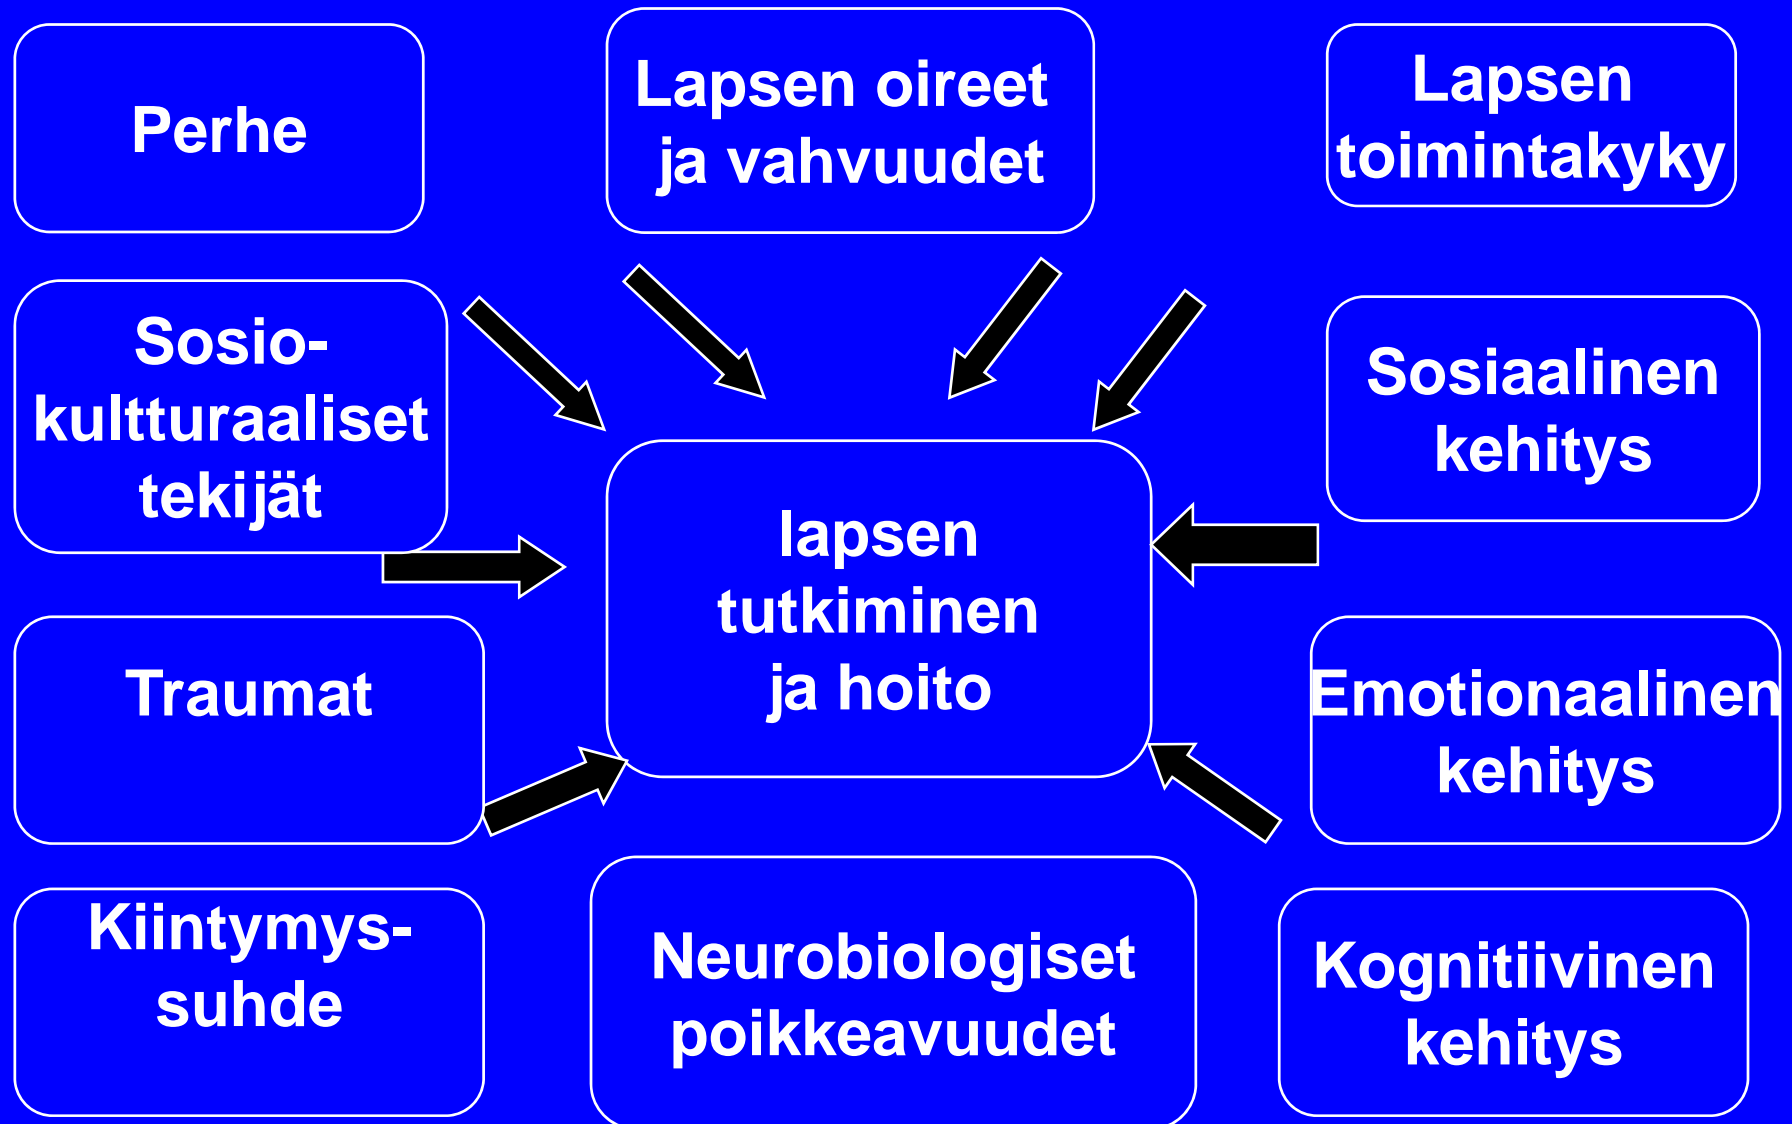 Perhe
Lapsen oireet
ja vahvuudet
Lapsen
toimintakyky
Sosio-
kultturaaliset
tekijät
Sosiaalinen
kehitys
lapsen
tutkiminen
ja hoito
Traumat
Emotionaalinen
kehitys
Kiintymys-
suhde
Neurobiologiset
poikkeavuudet
Kognitiivinen
kehitys